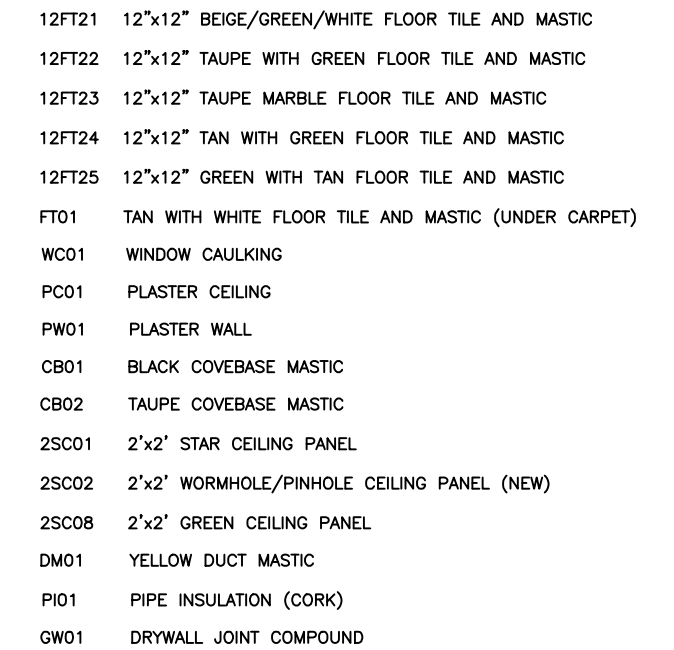 12FT21 12"x12" BEIGE/GREEN/WHITE FLOOR TILE AND MASTIC
12FT22 12"x12" TAUPE WITH GREEN FLOOR TILE AND MASTIC
12FT23 12"x12" TAUPE MARBLE FLOOR TILE AND MASTIC
12FT24 12"x12" TAN WITH GREEN FLOOR TILE AND MASTIC
12FT25 12"x12" GREEN WITH TAN FLOOR TILE AND MASTIC
FT01 TAN WITH WHITE FLOOR TILE AND MASTIC (UNDER CARPET)
WC01 WINDOW CAULKING
PC01 PLASTER CEILING
PW01 PLASTER WALL
CB01 BLACK COVEBASE MASTIC
CB02 TAUPE COVEBASE MASTIC
2SC01 2'x2' STAR CEILING PANEL
2SC02 2'x2' WORMHOLE/PINHOLE CEILING PANEL (NEW)
2SC08 2'x2' GREEN CEILING PANEL
DM01 YELLOW DUCT MASTIC
PI01 PIPE INSULATION (CORK)
GW01 DRYWALL JOINT COMPOUND